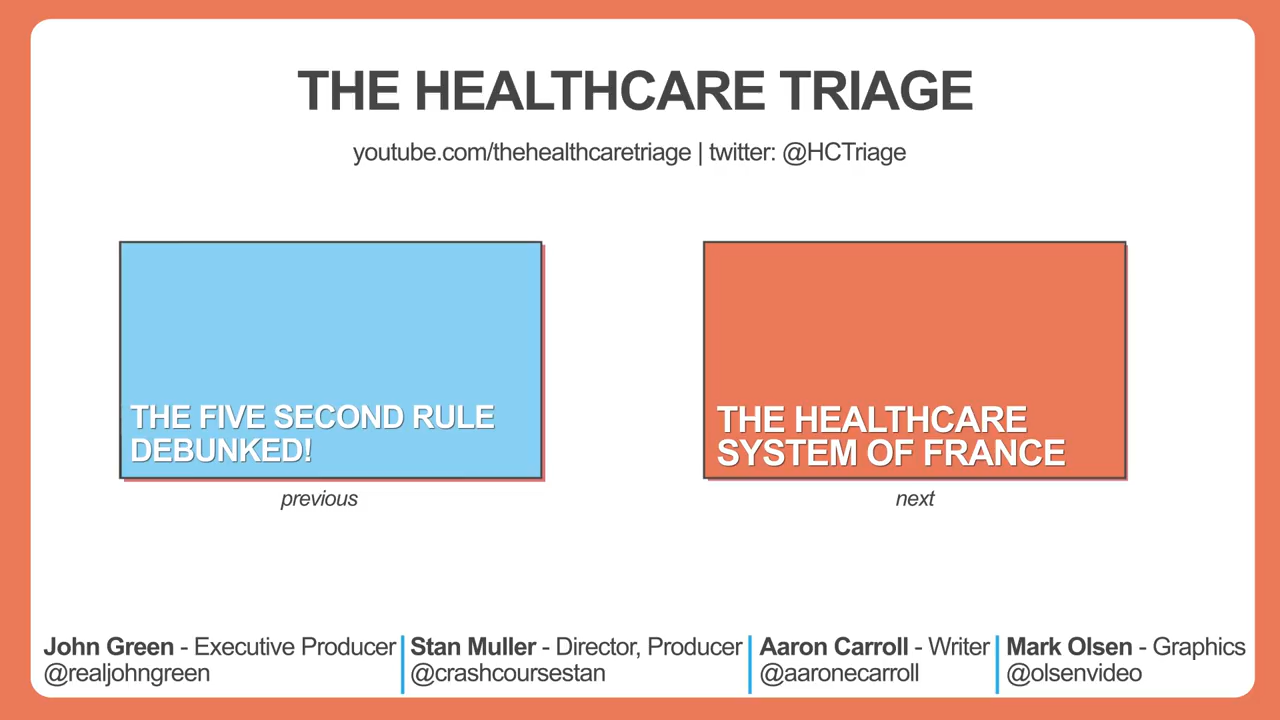 THE HEALTHCARE TRIAGE
youtube.com/thehealthcaretriage | twitter: @HCTriage
THE FIVE SECOND RULE
DEBUNKED!
previous
THE HEALTHCARE
SYSTEM OF FRANCE
next
John Green - Executive Producer
@realjohngreen
Stan Muller - Director, Producer
@crashcoursestan
Aaron Carroll - Writer
@aaronecarroll
Mark Olsen - Graphics
@olsenvideo